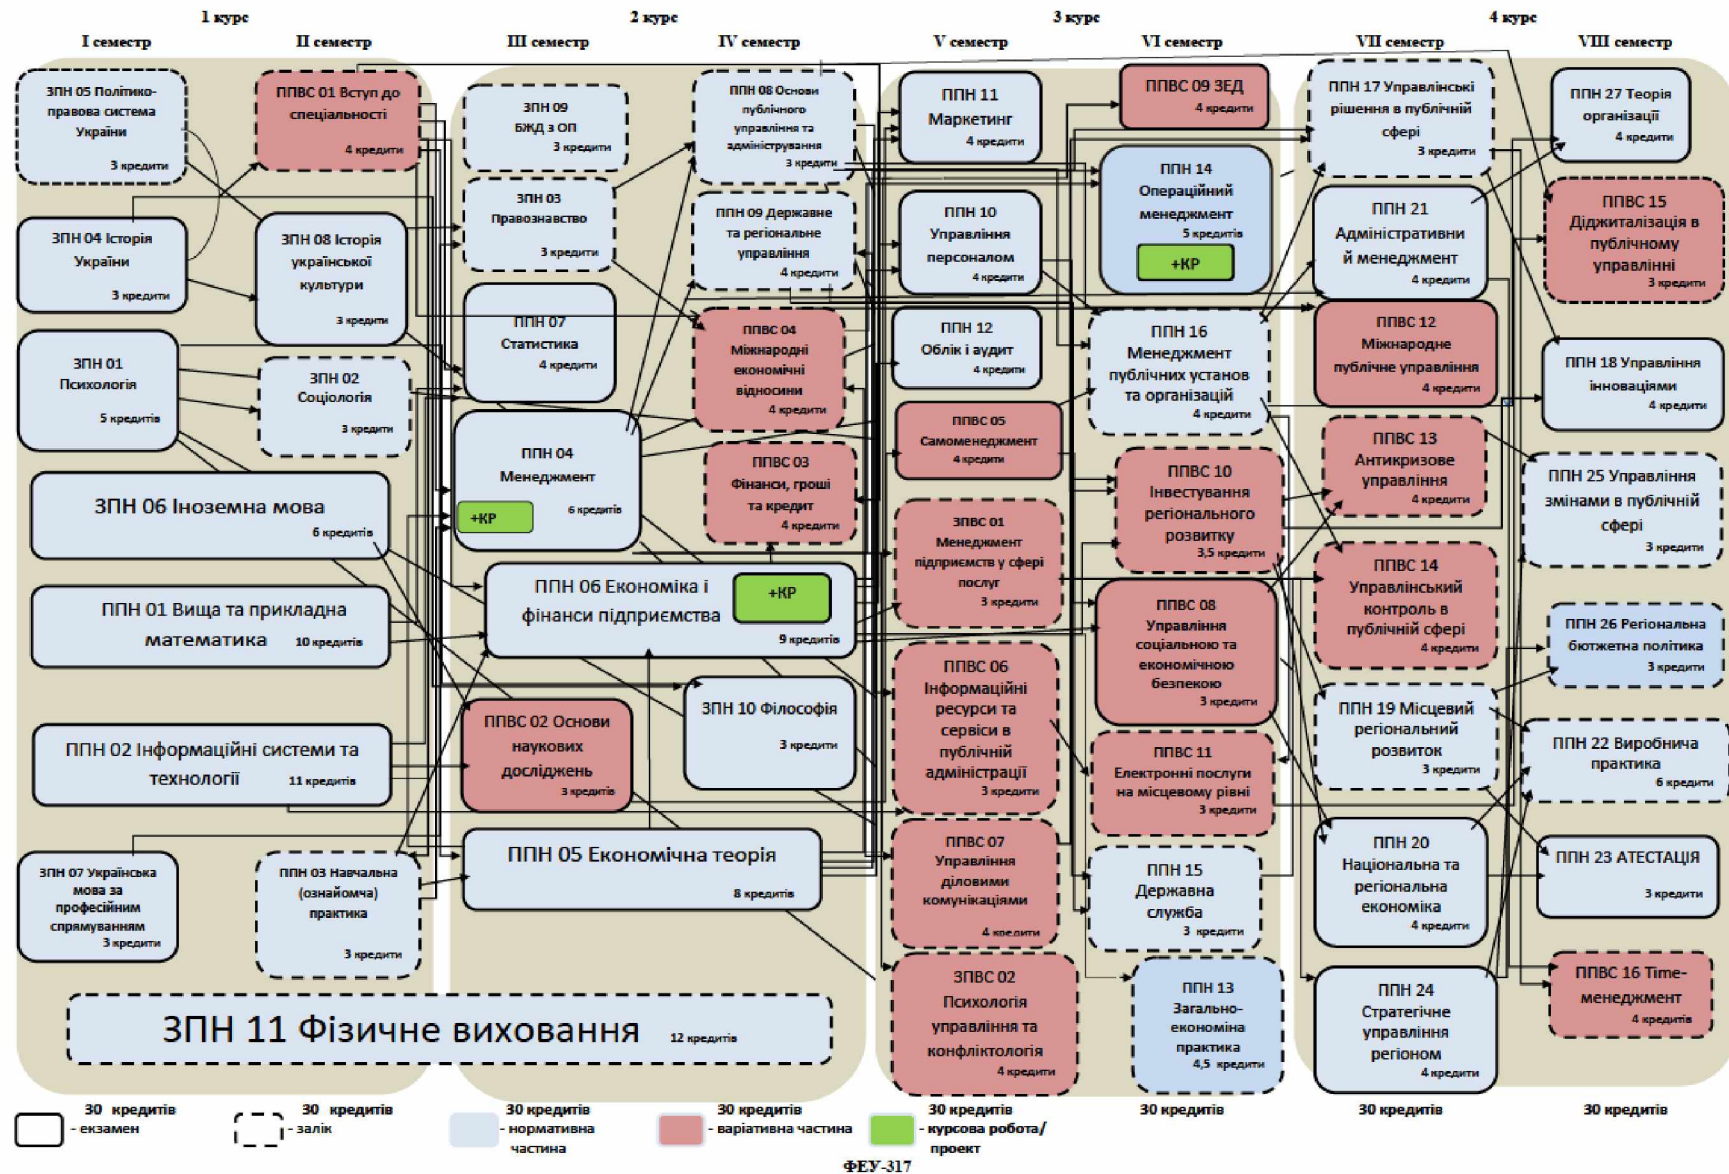 1 курс
2 курс
3 курс
4 курс
I семестр
II семестр
III семестр
IV семестр
V семестр
VI семестр
VII семестр
VIII семестр
ЗПН 05 Політико-
правова система
України
3 кредити
ЗПН 04 Історія
України
3 кредити
ЗПН 01
Психологія
5 кредитів
ЗПН 06 Іноземна мова
6 кредитів
ППН 01 Вища та прикладна
математика
10 кредитів
ППН 02 Інформаційні системи та
технології
11 кредитів
ЗПН 07 Українська
мова за
професійним
спрямуванням
3 кредити
ППВС 01 Вступ до
спеціальності
4 кредити
ЗПН 08 Історія
української
культури
3 кредити
ЗПН 02
Соціологія
3 кредити
ППН 03 Навчальна
(ознайомча)
практика
3 кредити
ЗПН 11 Фізичне виховання
12 кредитів
ЗПН 09
БЖД з ОП
3 кредити
ЗПН 03
Правознавство
3 кредити
ППН 07
Статистика
4 кредити
ППН 04
Менеджмент
+КР
6 кредитів
ППН 06 Економіка і
фінанси підприємства
+КР
9 кредитів
ППВС 02 Основи
наукових
досліджень
3 кредитів
ППН 05 Економічна теорія
8 кредитів
ППН 08 Основи
публічного
управління та
адміністрування
3 кредити
ППН 09 Державне
та регіональне
управління
4 кредити
ППВС 04
Міжнародні
економічні
відносини
4 кредити
ППВС 03
Фінанси, гроші
та кредит
4 кредити
ЗПН 10 Філософія
3 кредити
ППН 11
Маркетинг
4 кредити
ППН 10
Управління
персоналом
4 кредити
ППН 12
Облік і аудит
4 кредити
ППВС 05
Самоменеджмент
4 кредити
ЗПВС 01
Менеджмент
підприємств у сфері
послуг
3 кредити
ППВС 06
Інформаційні
ресурси та
сервіси в
публічній
адміністрації
3 кредити
ППВС 07
Управління
діловими
комунікаціями
4 кредити
ЗПВС 02
Психологія
управління та
конфліктологія
4 кредити
ППВС 09 ЗЕД
4 кредити
ППН 14
Операційний
менеджмент
5 кредитів
+КР
ППН 16
Менеджмент
публічних установ
та організацій
4 кредити
ППВС 10
Інвестування
регіонального
розвитку
3,5 кредити
ППВС 08
Управління
соціальною та
економічною
безпекою
3 кредити
ППВС 11
Електронні послуги
на місцевому рівні
3 кредити
ППН 15
Державна
служба
3 кредити
ППН 13
Загально-
економіна
практика
4,5 кредити
ППН 17 Управлінські
рішення в публічній
сфері
3 кредити
ППН 21
Адміністративни
й менеджмент
4 кредити
ППВС 12
Міжнародне
публічне управління
4 кредити
ППВС 13
Антикризове
управління
4 кредити
ППВС 14
Управлінський
контроль в
публічній сфері
4 кредити
ППН 19 Місцевий
регіональний
розвиток
3 кредити
ППН 20
Національна та
регіональна
економіка
4 кредити
ППН 24
Стратегічне
управління
регіоном
4 кредити
ППН 27 Теорія
організації
4 кредити
ППВС 15
Діджиталізація в
публічному
управлінні
3 кредити
ППН 18 Управління
інноваціями
4 кредити
ППН 25 Управління
змінами в публічній
сфері
3 кредити
ППН 26 Регіональна
бютжетна політика
3 кредити
ППН 22 Виробнича
практика
6 кредити
ППН 23 АТЕСТАЦІЯ
3 кредити
ППВС 16 Time-
менеджмент
4 кредитів
30 кредитів
30 кредитів
30 кредитів
30 кредитів
30 кредитів
30 кредитів
30 кредитів
30 кредитів
- екзамен
- залік
- нормативна
частина
- варіативна частина
- курсова робота/
проект
ФЕУ-317